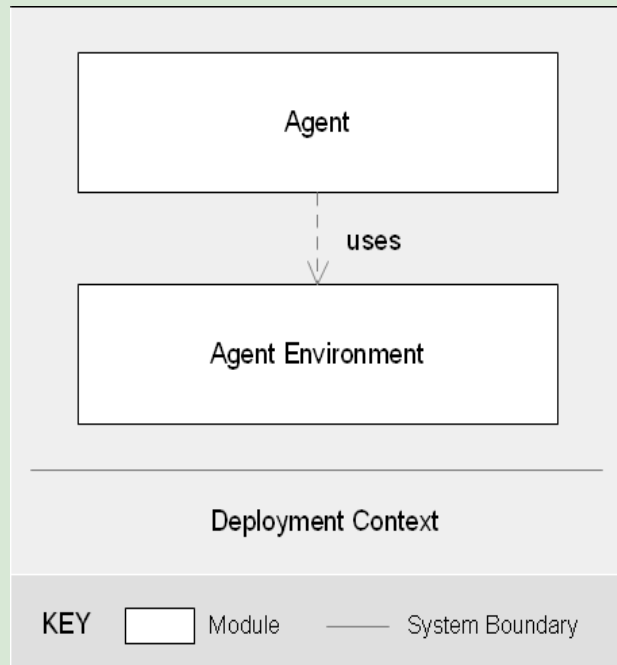 Agent
uses
Agent Environment
Deployment Context
KEY Module System Boundary